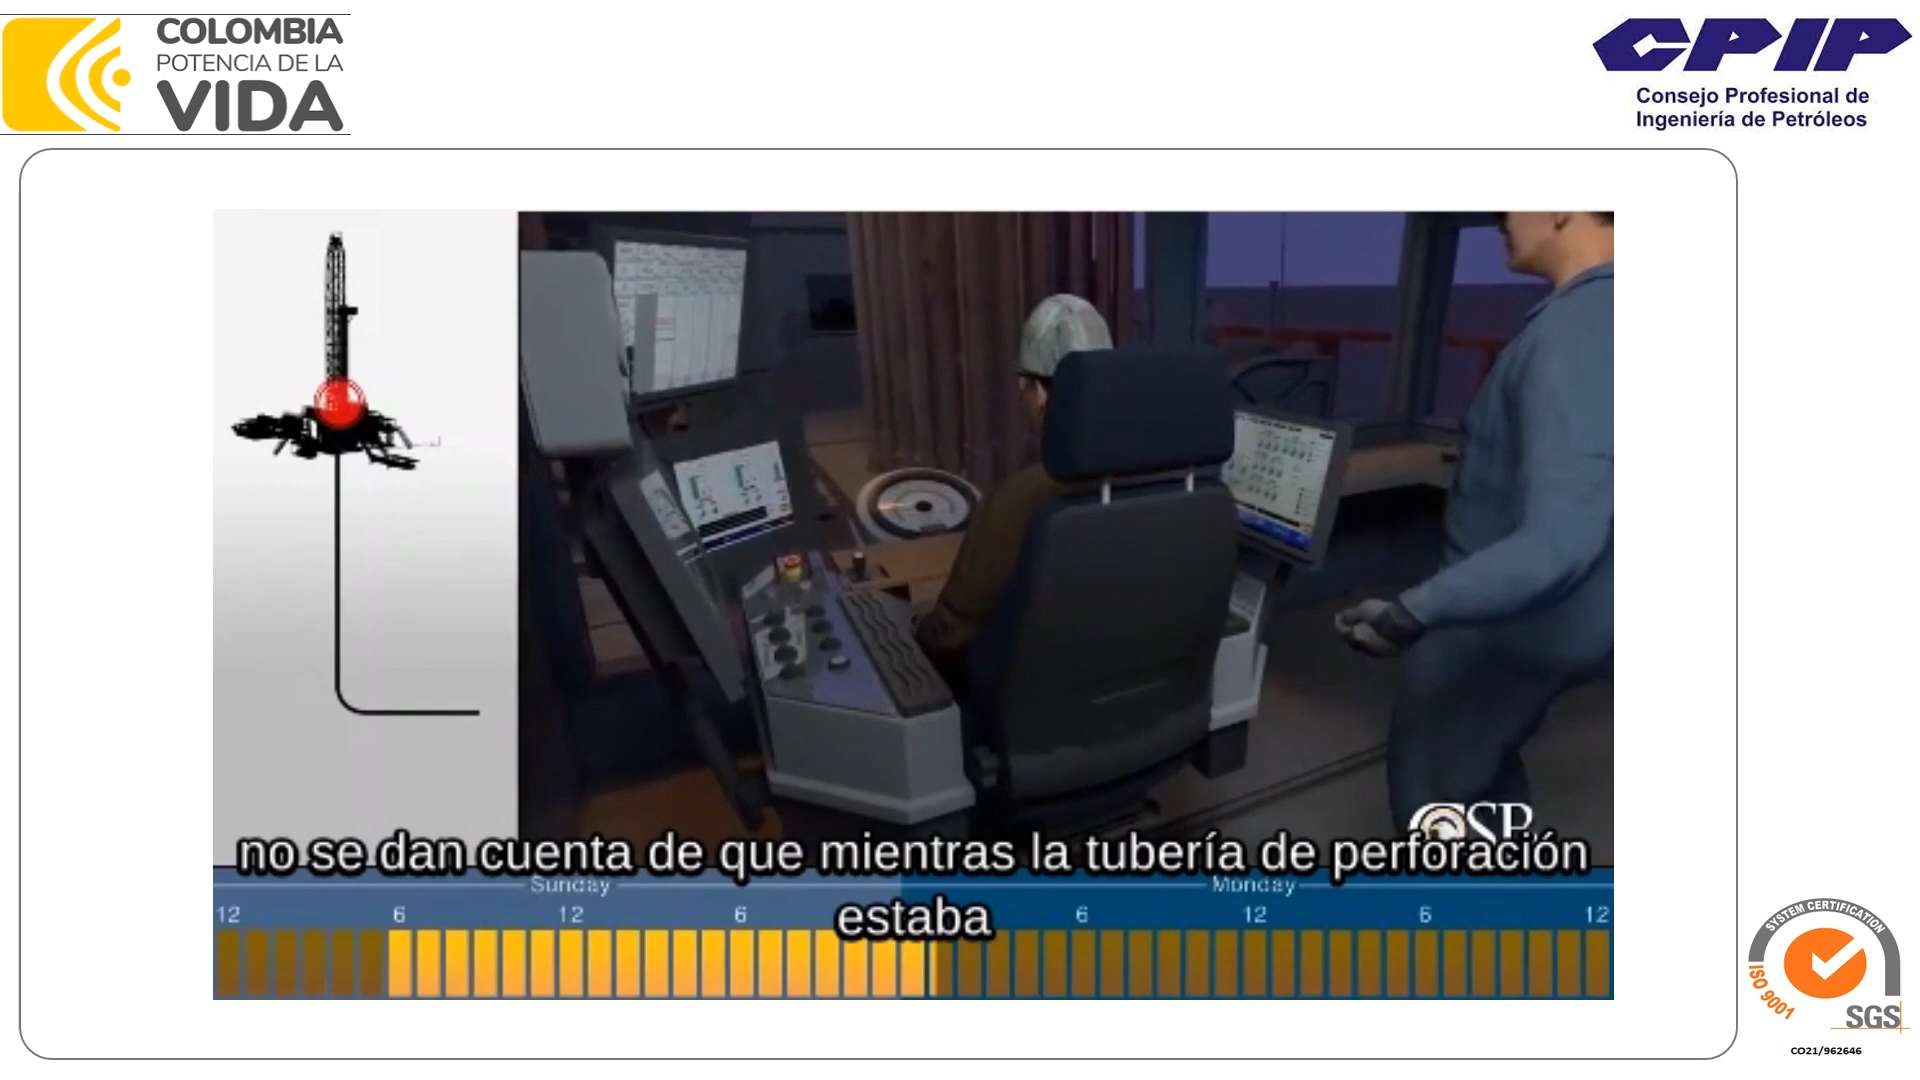 COLOMBIA
POTENCIA DE LA
VIDA
CPIP
Consejo Profesional de
Ingeniería de Petróleos
no se dan cuenta de que mientras la tubería de perforación
estaba
Sunday
Monday
12 6 12 6 6 12 6 12
SYSTEM CERTIFICATION
ISO 9001
SGS
CO21/962646